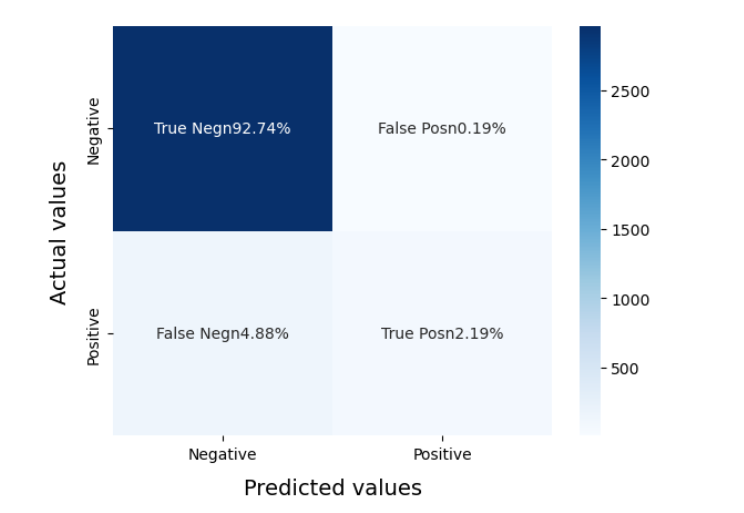 True Negn92.74%
False Posn0.19%
False Negn4.88%
True Posn2.19%
Negative
Positive
Actual values
Negative
Positive
Predicted values
2500
2000
1500
1000
500